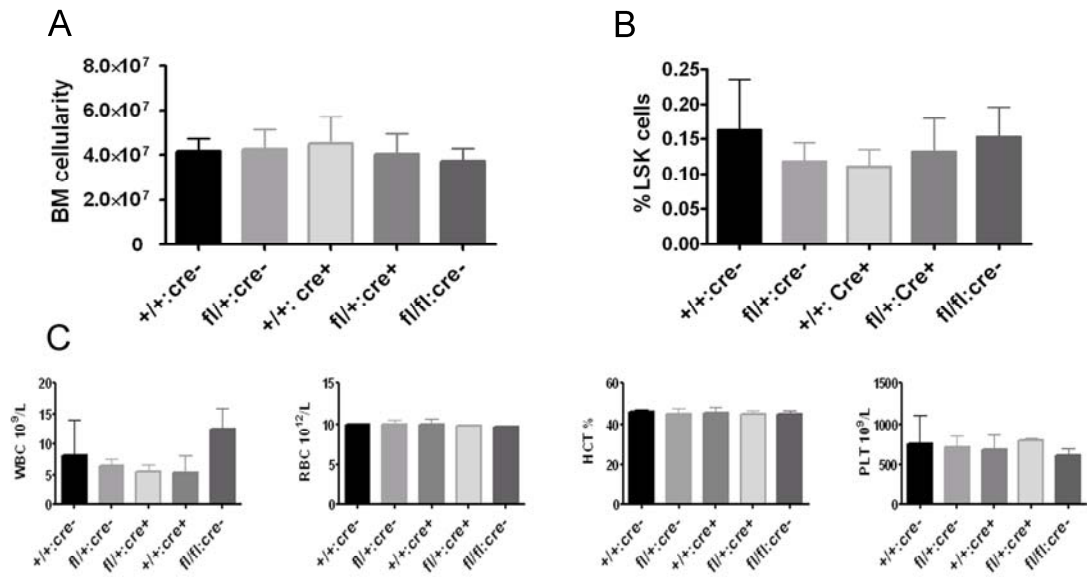 A
BM cellularity
8.0×10⁷
6.0×10⁷
4.0×10⁷
2.0×10⁷
0
+/+:cre-
fl/+:cre-
+/+: cre+
fl/+:cre+
fl/fl:cre-
B
% LSK cells
0.25
0.20
0.15
0.10
0.05
0.00
+/+:cre-
fl/+:cre-
+/+: Cre+
fl/+:Cre+
fl/fl:cre-
C
WBC 10⁹/L
20
15
10
5
0
+/+:cre-
fl/+:cre-
fl/+:cre+
+/+:cre+
fl/fl:cre-
RBC 10¹²/L
15
10
5
0
+/+:cre-
fl/+:cre-
+/+:cre+
fl/+:cre+
fl/fl:cre-
HCT %
60
40
20
0
+/+:cre-
fl/+:cre-
+/+:cre+
fl/+:cre+
fl/fl:cre-
PLT 10⁹/L
1500
1000
500
0
+/+:cre-
fl/+:cre-
+/+:cre+
fl/+:cre+
fl/fl:cre-